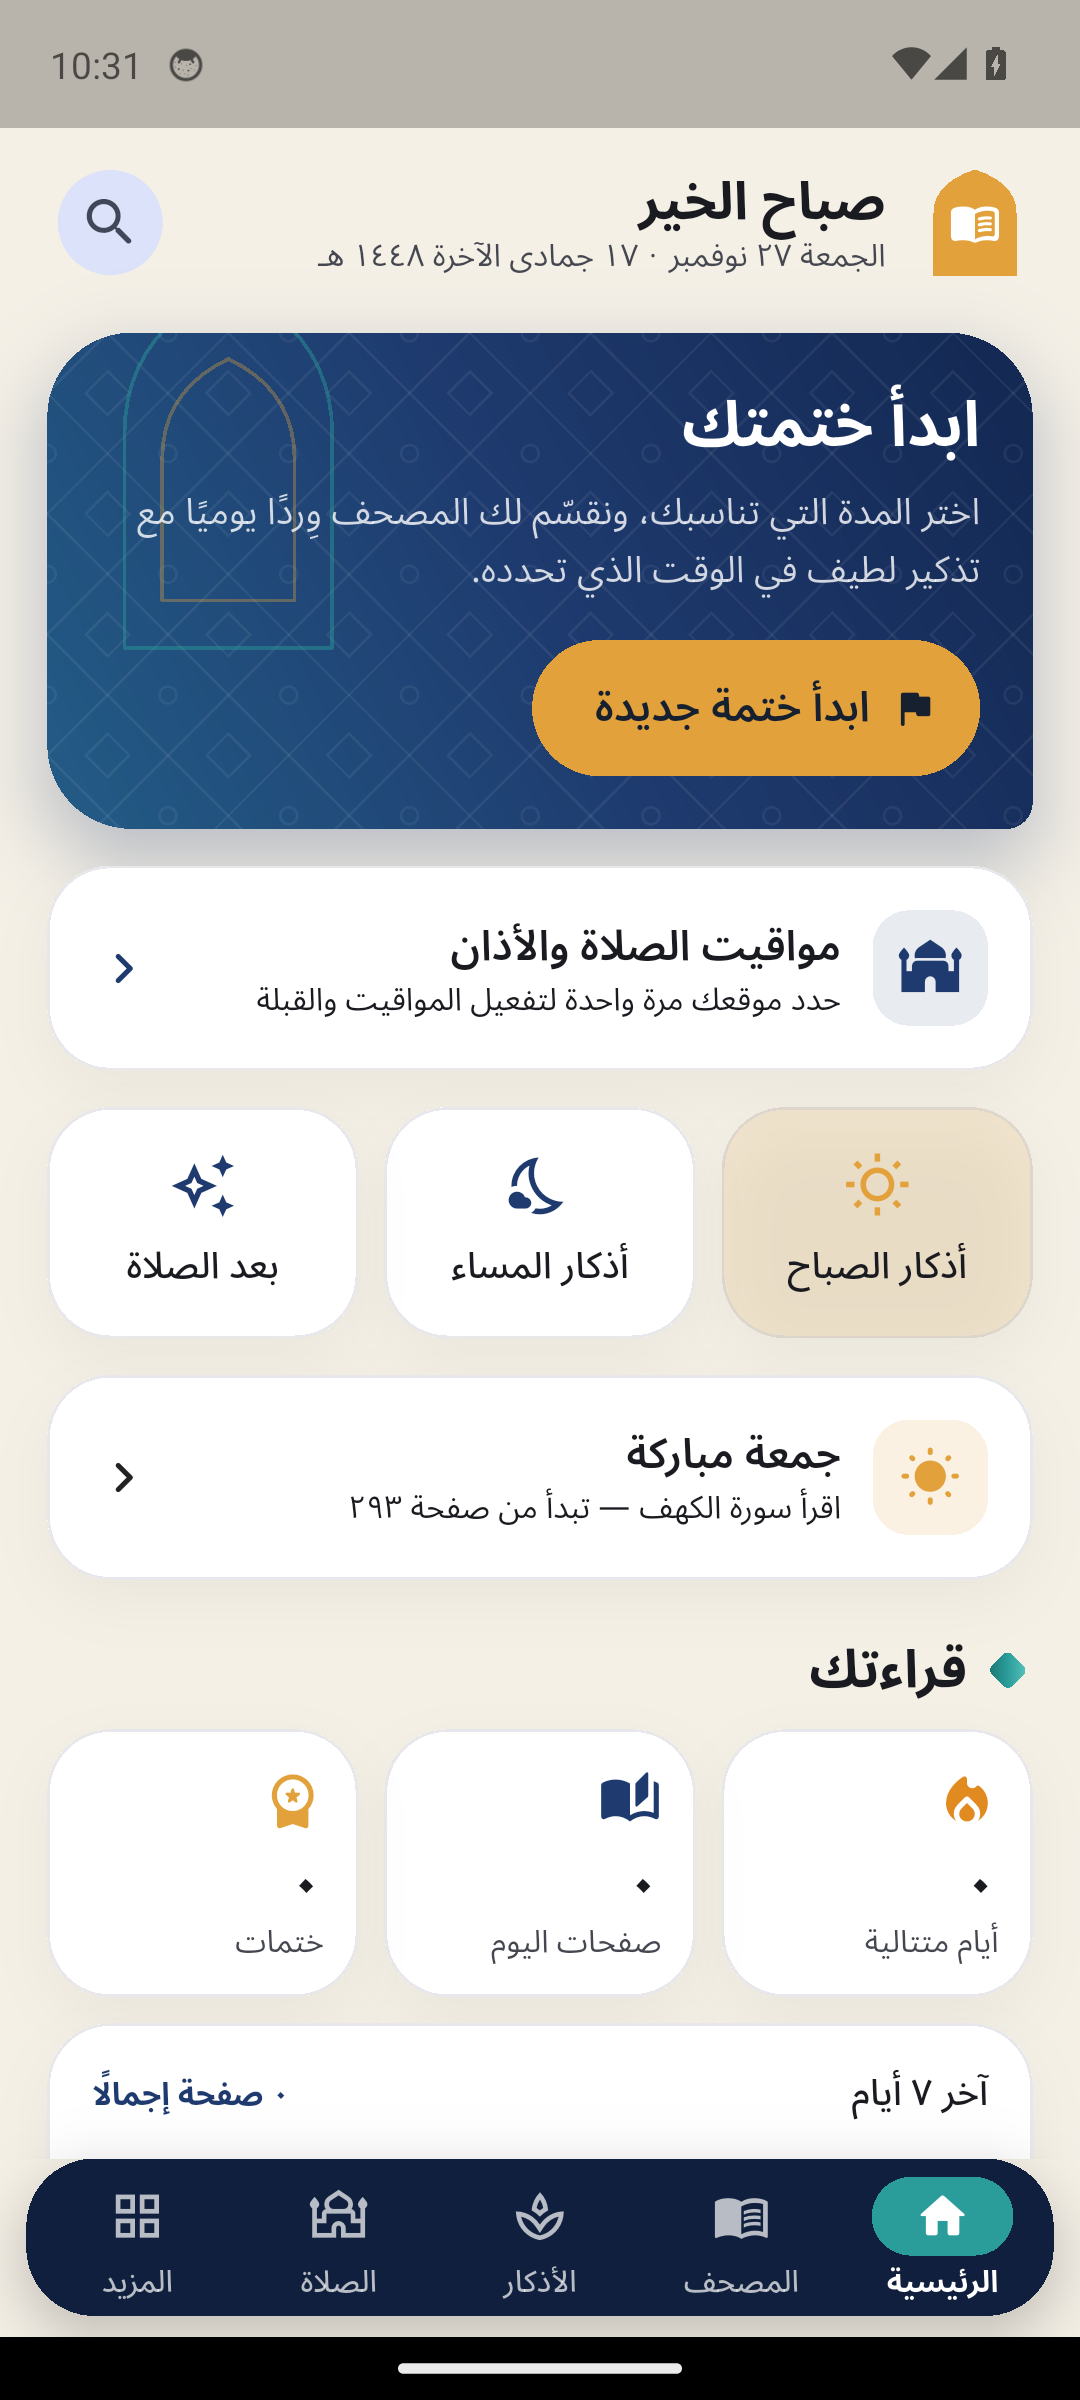 10:31
صباح الخير
الجمعة ٢٧ نوفمبر · ١٧ جمادى الآخرة ١٤٤٨ هـ
ابدأ ختمتك
اختر المدة التي تناسبك، ونقسّم لك المصحف وِردًا يوميًا مع
تذكير لطيف في الوقت الذي تحدده.
ابدأ ختمة جديدة
مواقيت الصلاة والأذان
حدد موقعك مرة واحدة لتفعيل المواقيت والقبلة
أذكار الصباح
أذكار المساء
بعد الصلاة
جمعة مباركة
اقرأ سورة الكهف — تبدأ من صفحة ٢٩٣
قراءتك
٠
أيام متتالية
٠
صفحات اليوم
٠
ختمات
آخر ٧ أيام
٠ صفحة إجمالًا
الرئيسية
المصحف
الأذكار
الصلاة
المزيد